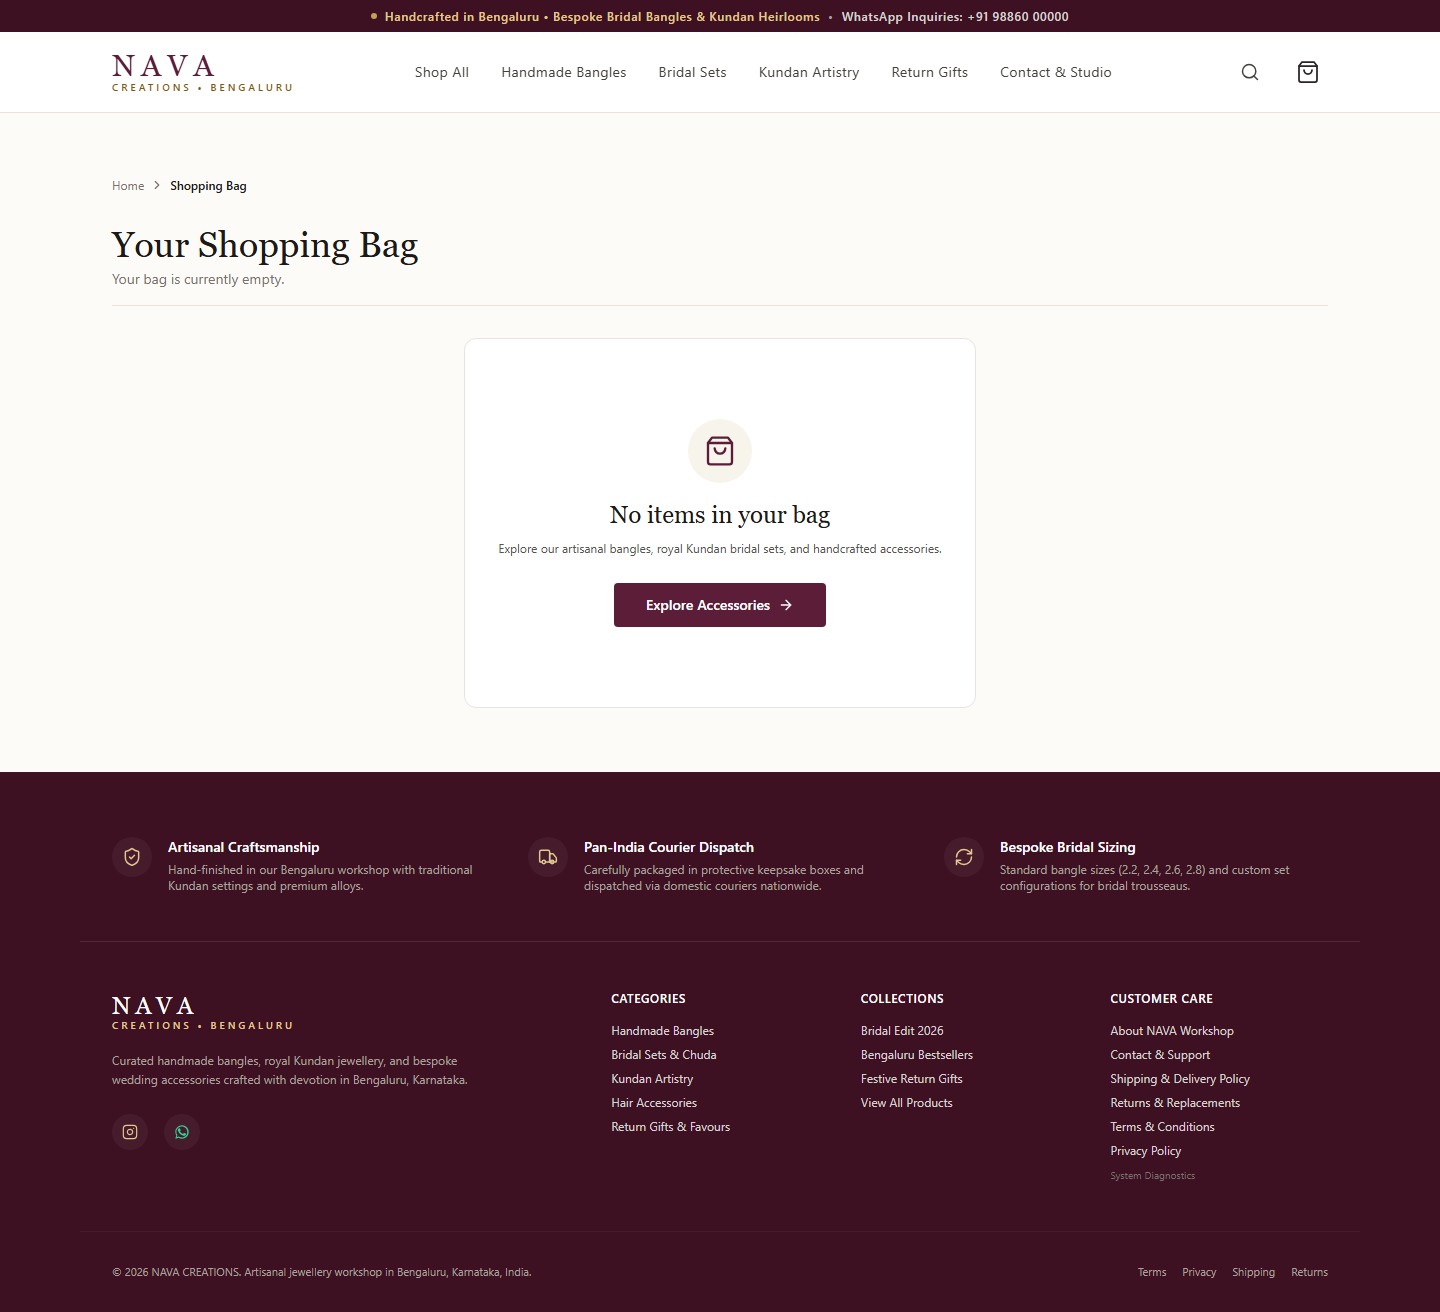 Handcrafted in Bengaluru • Bespoke Bridal Bangles & Kundan Heirlooms • WhatsApp Inquiries: +91 98860 00000
NAVA
CREATIONS • BENGALURU
Shop All Handmade Bangles Bridal Sets Kundan Artistry Return Gifts Contact & Studio
Home > Shopping Bag
Your Shopping Bag
Your bag is currently empty.
No items in your bag
Explore our artisanal bangles, royal Kundan bridal sets, and handcrafted accessories.
Explore Accessories →
Artisanal Craftsmanship
Hand-finished in our Bengaluru workshop with traditional
Kundan settings and premium alloys.
Pan-India Courier Dispatch
Carefully packaged in protective keepsake boxes and
dispatched via domestic couriers nationwide.
Bespoke Bridal Sizing
Standard bangle sizes (2.2, 2.4, 2.6, 2.8) and custom set
configurations for bridal trousseaus.
NAVA
CREATIONS • BENGALURU
Curated handmade bangles, royal Kundan jewellery, and bespoke
wedding accessories crafted with devotion in Bengaluru, Karnataka.
CATEGORIES
Handmade Bangles
Bridal Sets & Chuda
Kundan Artistry
Hair Accessories
Return Gifts & Favours
COLLECTIONS
Bridal Edit 2026
Bengaluru Bestsellers
Festive Return Gifts
View All Products
CUSTOMER CARE
About NAVA Workshop
Contact & Support
Shipping & Delivery Policy
Returns & Replacements
Terms & Conditions
Privacy Policy
System Diagnostics
© 2026 NAVA CREATIONS. Artisanal jewellery workshop in Bengaluru, Karnataka, India.
Terms Privacy Shipping Returns